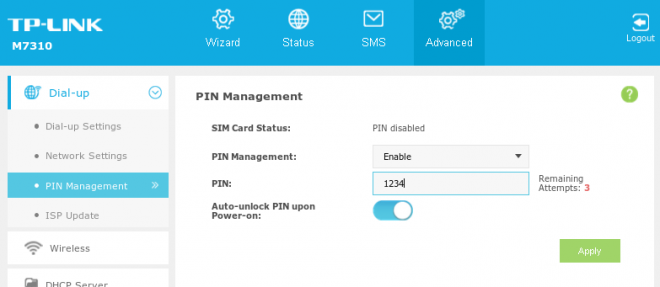 TP-LINK
M7310
Wizard
Status
SMS
Advanced
Logout
Dial-up
Dial-up Settings
Network Settings
PIN Management
ISP Update
Wireless
DHCP Server
PIN Management
SIM Card Status: PIN disabled
PIN Management: Enable
PIN: 1234 Remaining
Attempts: 3
Auto-unlock PIN upon
Power-on:
Apply